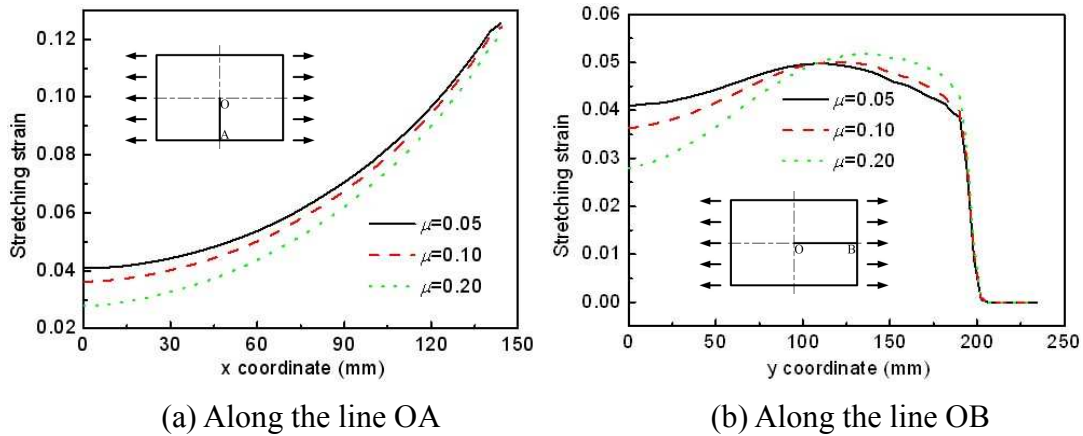 0.12
0.10
0.08
0.06
0.04
0.02
Stretching strain
O
A
μ=0.05
μ=0.10
μ=0.20
0 30 60 90 120 150
x coordinate (mm)
(a) Along the line OA
0.06
0.05
0.04
0.03
0.02
0.01
0.00
Stretching strain
μ=0.05
μ=0.10
μ=0.20
O B
0 50 100 150 200 250
y coordinate (mm)
(b) Along the line OB